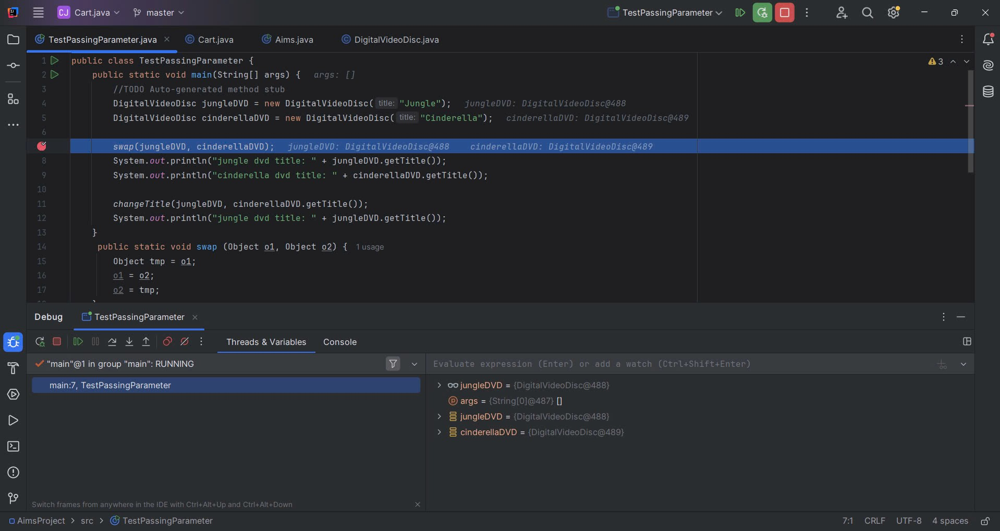 CJ Cart.java master TestPassingParameter
TestPassingParameter.java Cart.java Aims.java DigitalVideoDisc.java
1 public class TestPassingParameter { 3
2 public static void main(String[] args) { args: []
3 //TODO Auto-generated method stub
4 DigitalVideoDisc jungleDVD = new DigitalVideoDisc( title: "Jungle"); jungleDVD: DigitalVideoDisc@488
5 DigitalVideoDisc cinderellaDVD = new DigitalVideoDisc( title: "Cinderella"); cinderellaDVD: DigitalVideoDisc@489
6
swap(jungleDVD, cinderellaDVD); jungleDVD: DigitalVideoDisc@488 cinderellaDVD: DigitalVideoDisc@489
8 System.out.println("jungle dvd title: " + jungleDVD.getTitle());
9 System.out.println("cinderella dvd title: " + cinderellaDVD.getTitle());
10
11 changeTitle(jungleDVD, cinderellaDVD.getTitle());
12 System.out.println("jungle dvd title: " + jungleDVD.getTitle());
13 }
14 public static void swap (Object o1, Object o2) { 1 usage
15 Object tmp = o1;
16 o1 = o2;
17 o2 = tmp;
Debug TestPassingParameter
Threads & Variables Console
"main"@1 in group "main": RUNNING
Evaluate expression (Enter) or add a watch (Ctrl+Shift+Enter)
main:7, TestPassingParameter
jungleDVD = {DigitalVideoDisc@488}
args = {String[0]@487} []
jungleDVD = {DigitalVideoDisc@488}
cinderellaDVD = {DigitalVideoDisc@489}
Switch frames from anywhere in the IDE with Ctrl+Alt+Up and Ctrl+Alt+Down
AimsProject > src > TestPassingParameter 7:1 CRLF UTF-8 4 spaces